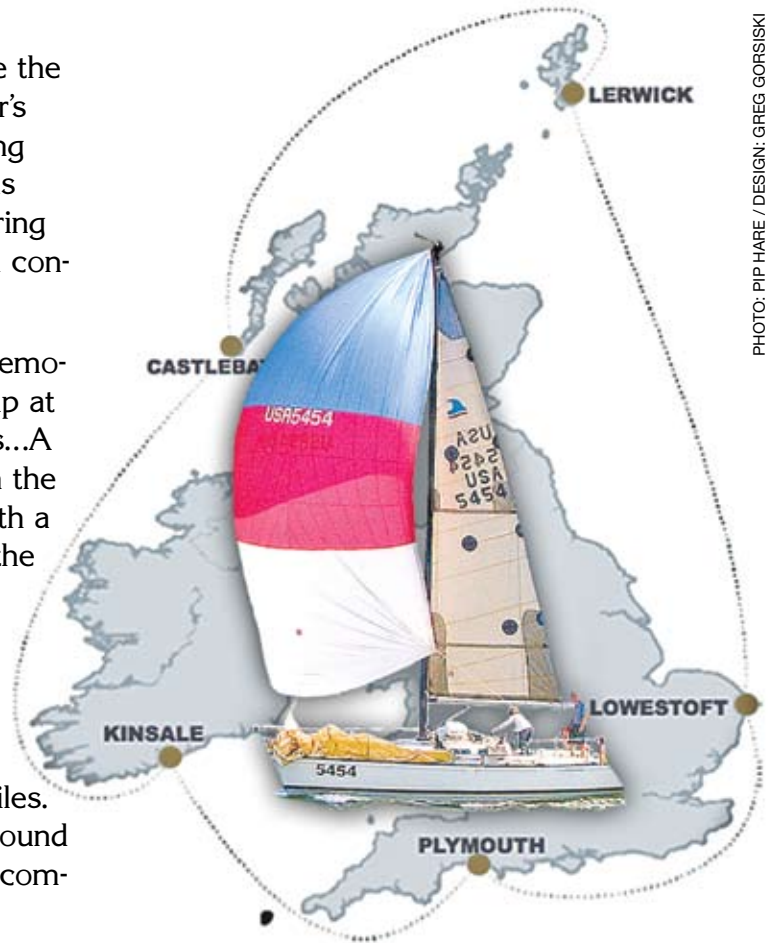 e the
r's
ng
s
ring
con-
emo-
p at
s...A
n the
th a
the
iles.
ound
com-
LERWICK
CASTLEBA
USA5454
USA
5454
LOWESTOFT
KINSALE
5454
PLYMOUTH
PHOTO: PIP HARE / DESIGN: GREG GORSISKI